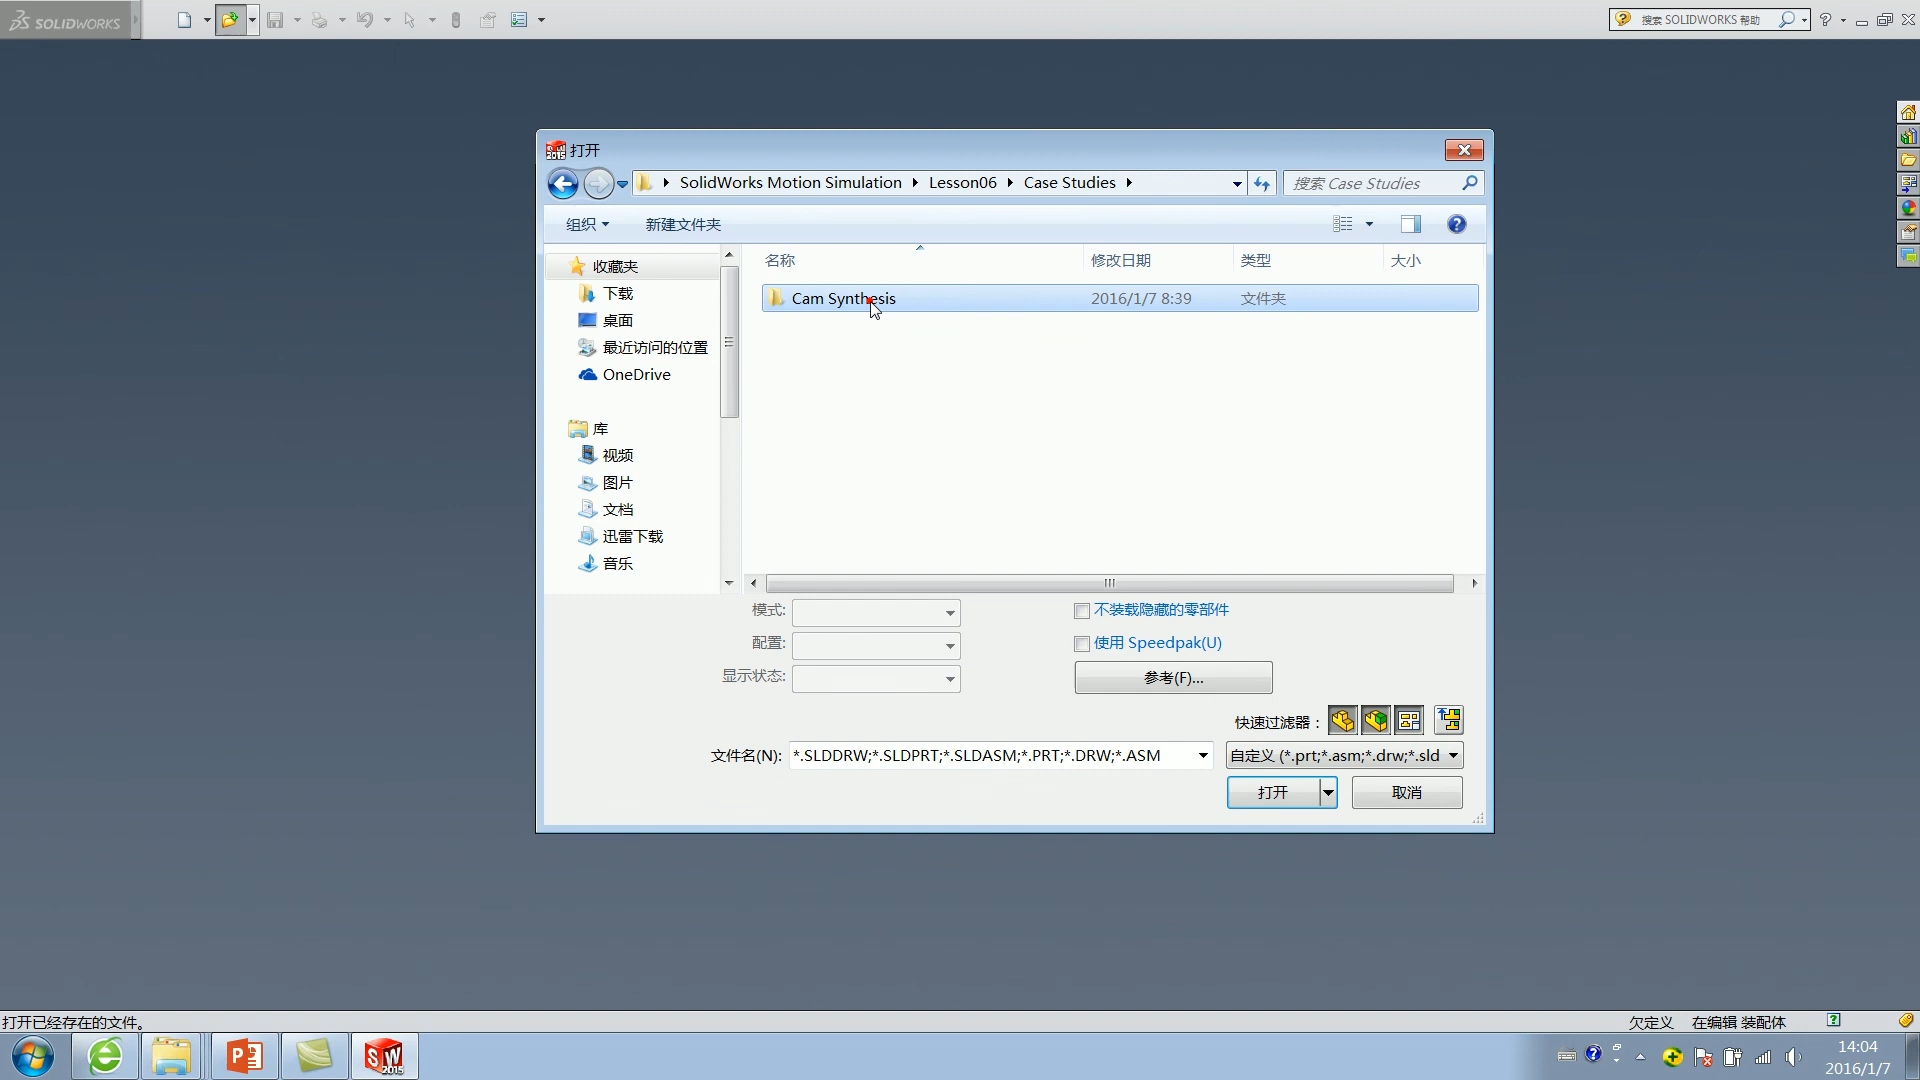 SOLIDWORKS
搜索 SOLIDWORKS 帮助
打开
SolidWorks Motion Simulation Lesson06 Case Studies
搜索 Case Studies
组织 新建文件夹
名称 修改日期 类型 大小
收藏夹
下载
桌面
最近访问的位置
OneDrive
库
视频
图片
文档
迅雷下载
音乐
Cam Synthesis 2016/1/7 8:39 文件夹
模式: 不装载隐藏的零部件
配置: 使用 Speedpak(U)
显示状态: 参考(F)...
快速过滤器：
文件名(N): *.SLDDRW;*.SLDPRT;*.SLDASM;*.PRT;*.DRW;*.ASM 自定义 (*.prt;*.asm;*.drw;*.sld
打开 取消
打开已经存在的文件。 欠定义 在编辑 装配体
14:04
2016/1/7